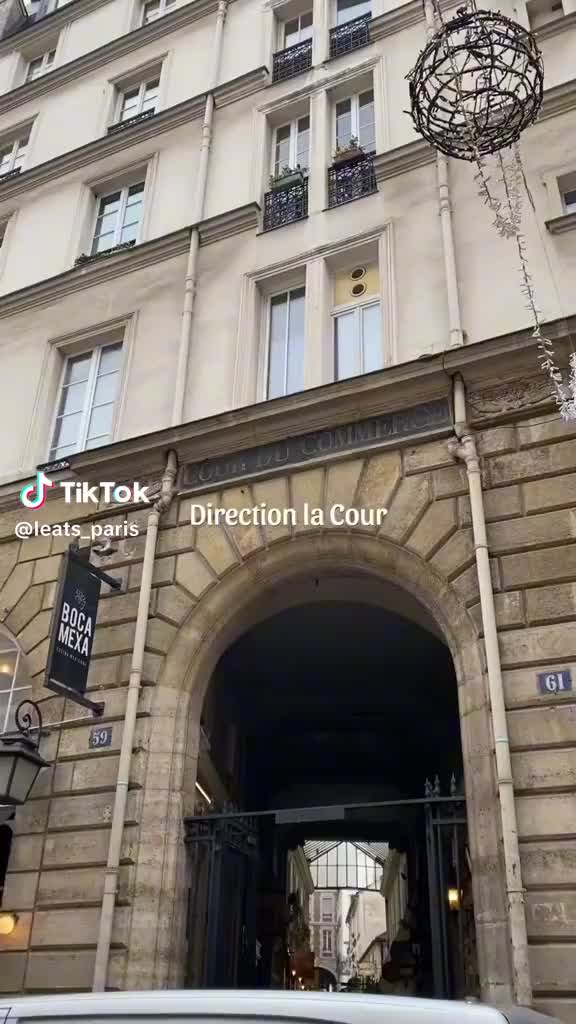 COUR DU COMMERCE
TikTok
@leats_paris
Direction la Cour
BOCA
MEXA
59
61